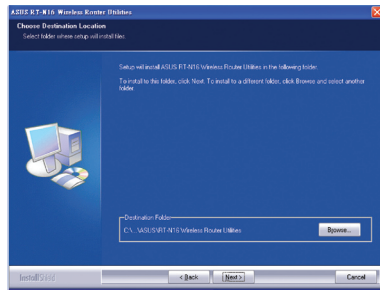 ASUS RT-N16 Wireless Router Utilities
Choose Destination Location
Select folder where setup will install files.
Setup will install ASUS RT-N16 Wireless Router Utilities in the following folder.
To install to this folder, click Next. To install to a different folder, click Browse and select another
folder.
Destination Folder
C:\...\ASUS\RT-N16 Wireless Router Utilities
Browse...
InstallShield
< Back
Next >
Cancel